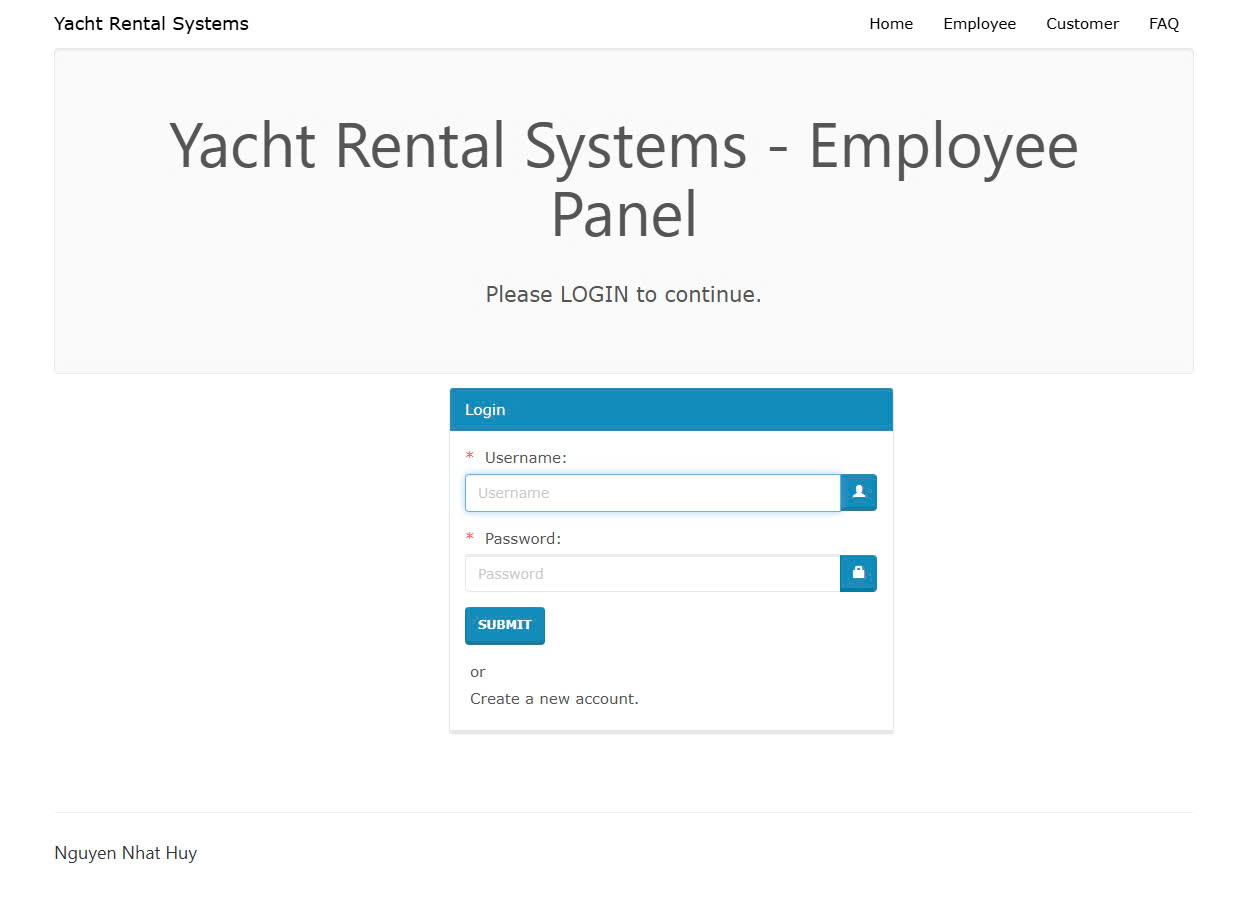 Yacht Rental Systems
Home Employee Customer FAQ
Yacht Rental Systems - Employee
Panel
Please LOGIN to continue.
Login
* Username:
Username
* Password:
Password
SUBMIT
or
Create a new account.
Nguyen Nhat Huy